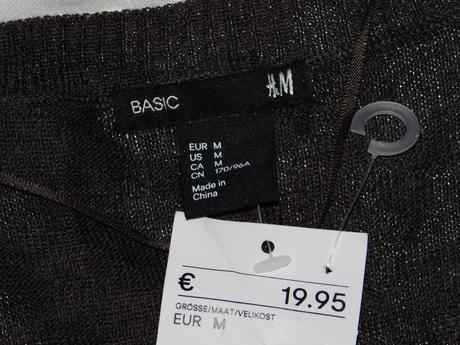 BASIC H&M
EUR M
US M
CA M
CN 170/96A
Made in
China
€ 19.95
GRÖSSE/MAAT/VELIKOST
EUR M